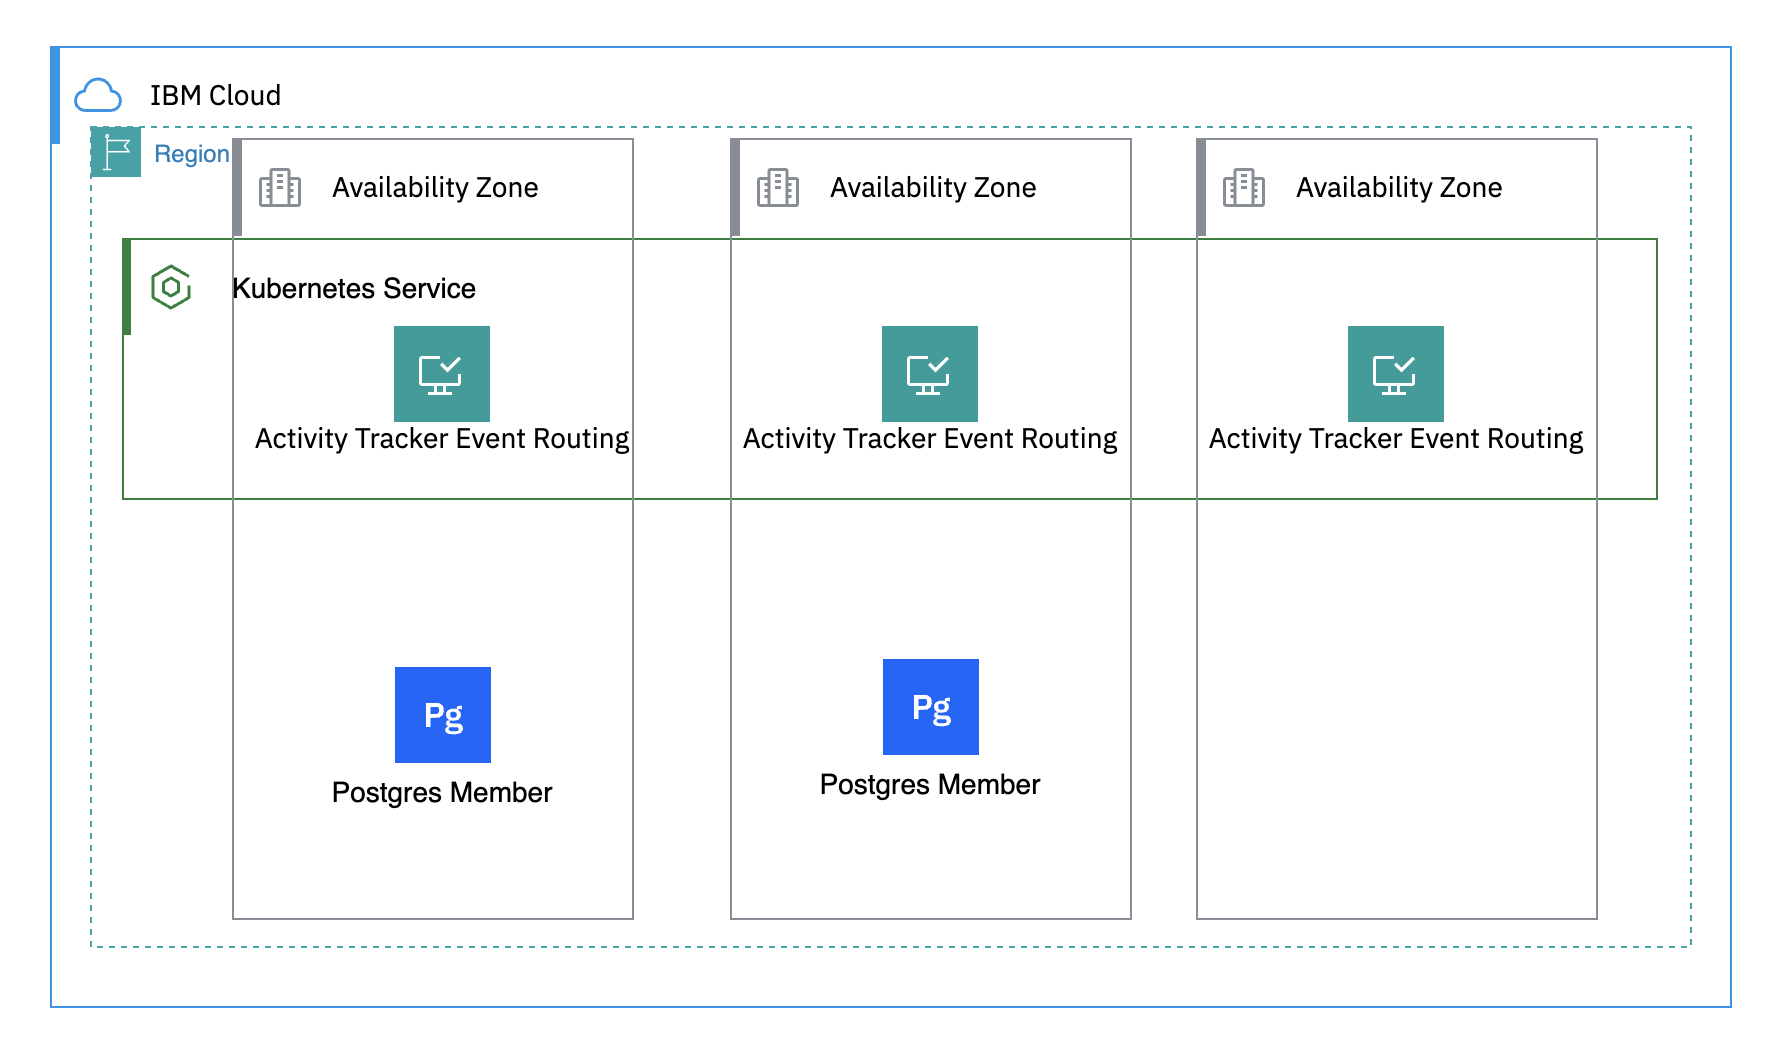 IBM Cloud
Region
Availability Zone
Availability Zone
Availability Zone
Kubernetes Service
Activity Tracker Event Routing
Activity Tracker Event Routing
Activity Tracker Event Routing
Pg
Postgres Member
Pg
Postgres Member